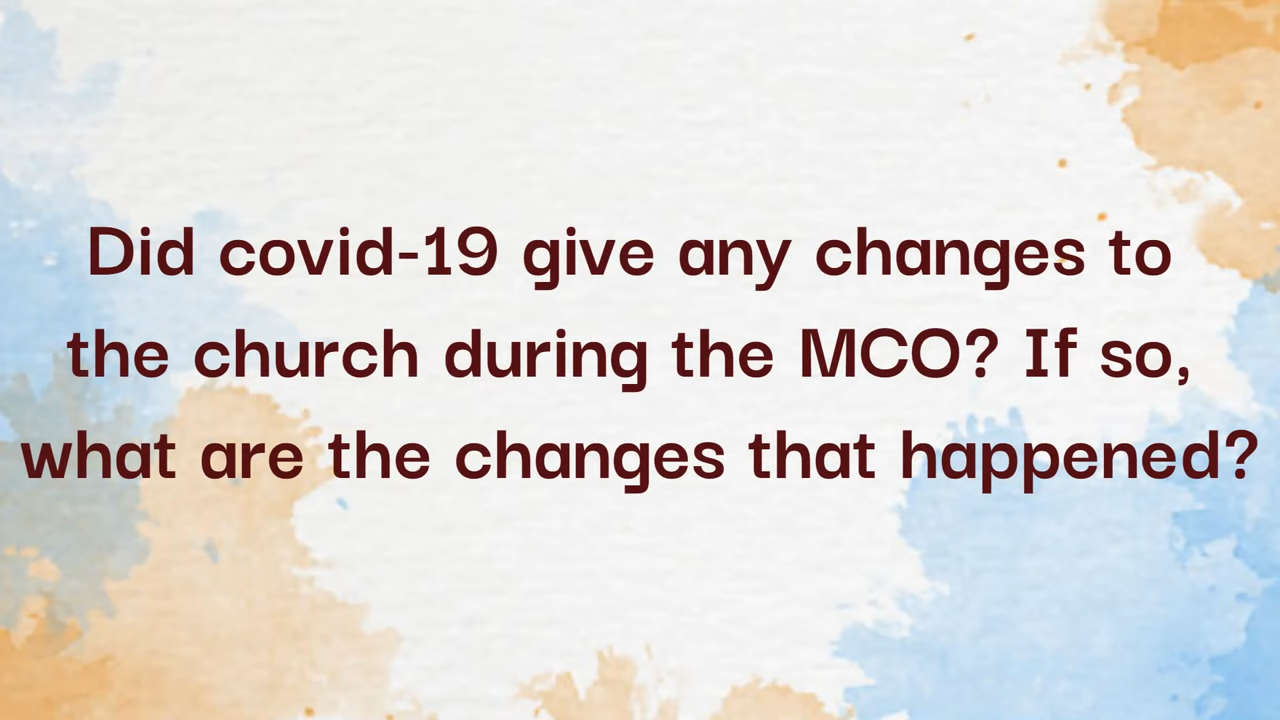 Did covid-19 give any changes to
the church during the MCO? If so,
what are the changes that happened?